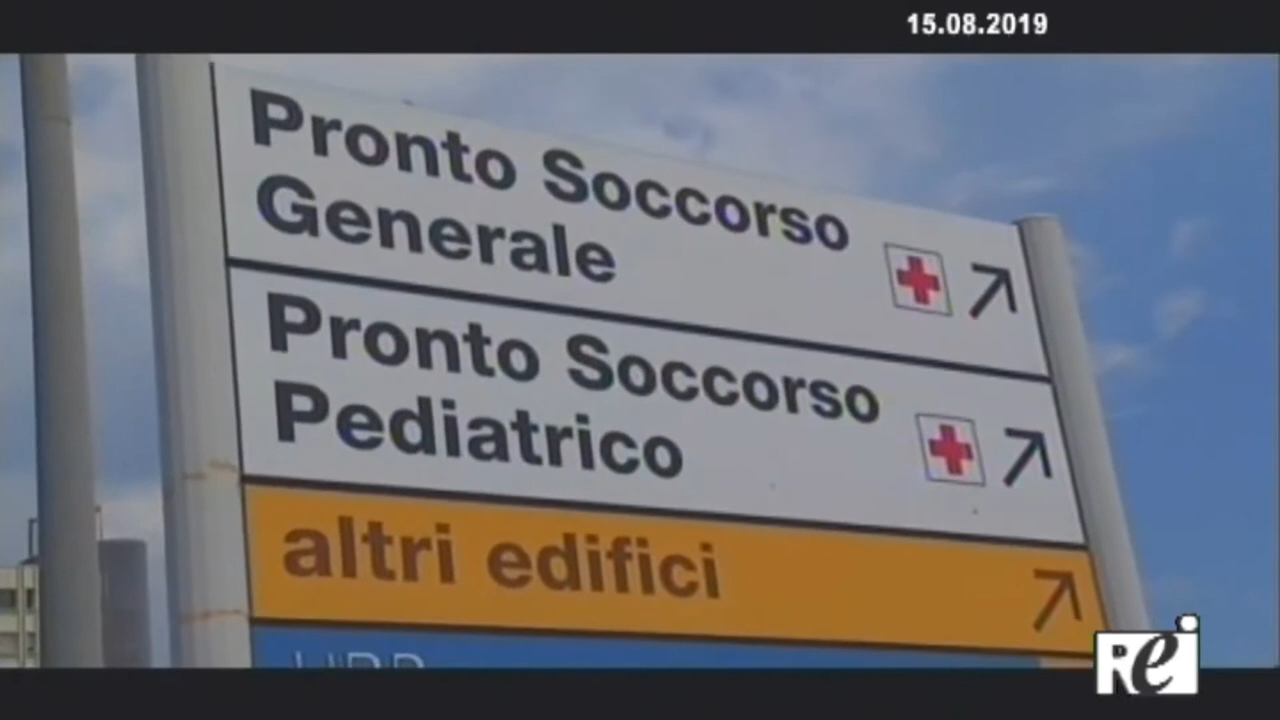 15.08.2019
Pronto Soccorso
Generale
Pronto Soccorso
Pediatrico
altri edifici
Rei